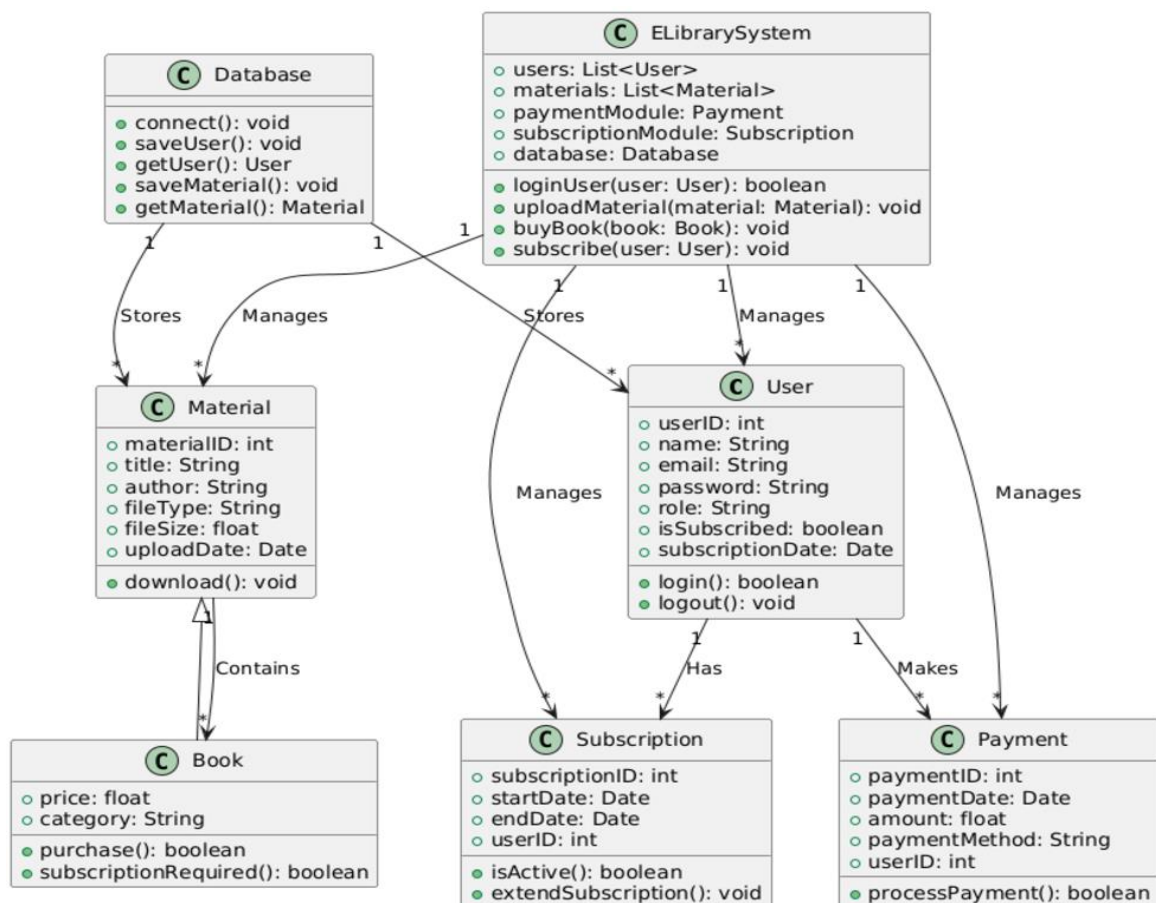 C Database
connect(): void
saveUser(): void
getUser(): User
saveMaterial(): void
getMaterial(): Material
C ELibrarySystem
users: List<User>
materials: List<Material>
paymentModule: Payment
subscriptionModule: Subscription
database: Database
loginUser(user: User): boolean
uploadMaterial(material: Material): void
buyBook(book: Book): void
subscribe(user: User): void
1
1
1
1
1
1
Stores
Manages
Stores
Manages
*
*
*
*
C Material
materialID: int
title: String
author: String
fileType: String
fileSize: float
uploadDate: Date
download(): void
C User
userID: int
name: String
email: String
password: String
role: String
isSubscribed: boolean
subscriptionDate: Date
login(): boolean
logout(): void
Manages
Manages
1
1
1
Contains
Has
Makes
*
*
*
*
*
C Book
price: float
category: String
purchase(): boolean
subscriptionRequired(): boolean
C Subscription
subscriptionID: int
startDate: Date
endDate: Date
userID: int
isActive(): boolean
extendSubscription(): void
C Payment
paymentID: int
paymentDate: Date
amount: float
paymentMethod: String
userID: int
processPayment(): boolean